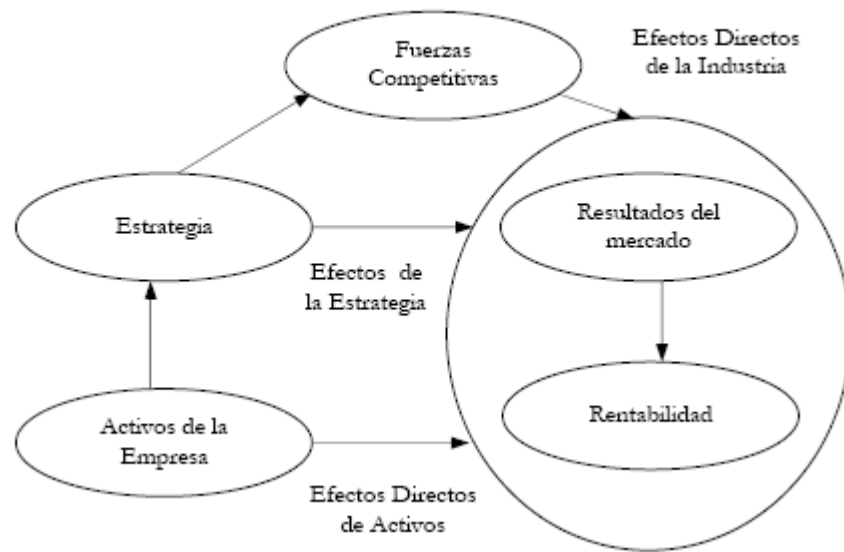 Fuerzas
Competitivas
Efectos Directos
de la Industria
Estrategia
Resultados del
mercado
Efectos de
la Estrategia
Activos de la
Empresa
Rentabilidad
Efectos Directos
de Activos